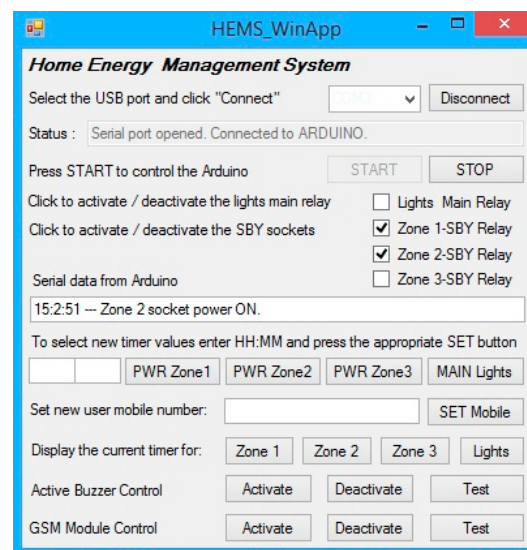 HEMS_WinApp
Home Energy Management System
Select the USB port and click "Connect" Disconnect
Status : Serial port opened. Connected to ARDUINO.
Press START to control the Arduino START STOP
Click to activate / deactivate the lights main relay Lights Main Relay
Click to activate / deactivate the SBY sockets Zone 1-SBY Relay
Zone 2-SBY Relay
Serial data from Arduino Zone 3-SBY Relay
15:2:51 --- Zone 2 socket power ON.
To select new timer values enter HH:MM and press the appropriate SET button
PWR Zone1 PWR Zone2 PWR Zone3 MAIN Lights
Set new user mobile number: SET Mobile
Display the current timer for: Zone 1 Zone 2 Zone 3 Lights
Active Buzzer Control Activate Deactivate Test
GSM Module Control Activate Deactivate Test